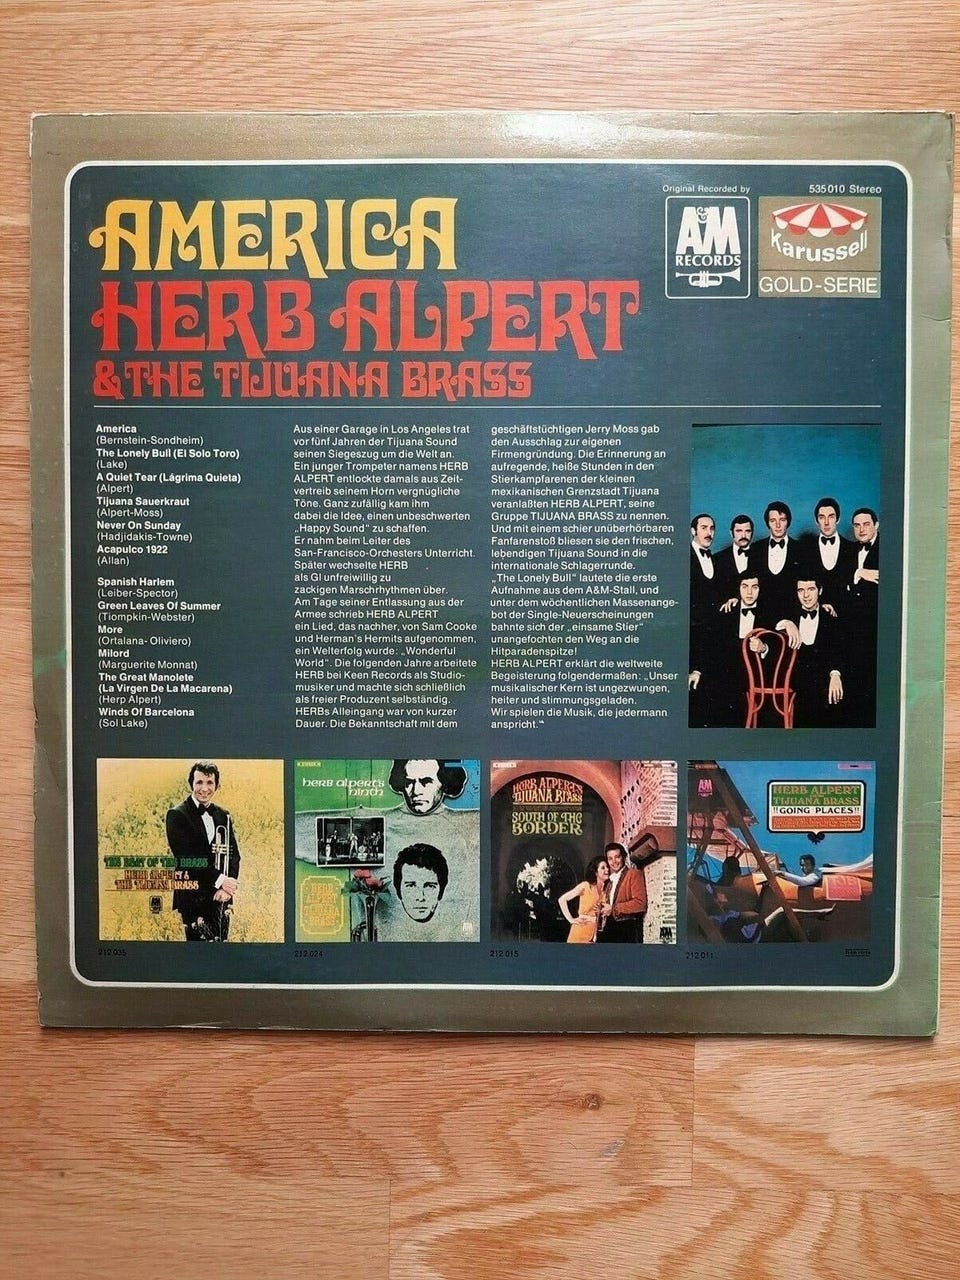 Original Recorded by
535010 Stereo
A&M
RECORDS
Karussell
GOLD-SERIE
AMERICA
HERB ALPERT
& THE TIJUANA BRASS
America
(Bernstein-Sondheim)
The Lonely Bull (El Solo Toro)
(Lake)
A Quiet Tear (Lágrima Quieta)
(Alpert)
Tijuana Sauerkraut
(Alpert-Moss)
Never On Sunday
(Hadjidakis-Towne)
Acapulco 1922
(Allan)
Spanish Harlem
(Leiber-Spector)
Green Leaves Of Summer
(Tiompkin-Webster)
More
(Ortalana- Oliviero)
Milord
(Marguerite Monnat)
The Great Manolete
(La Virgen De La Macarena)
(Herp Alpert)
Winds Of Barcelona
(Sol Lake)
Aus einer Garage in Los Angeles trat
vor fünf Jahren der Tijuana Sound
seinen Siegeszug um die Welt an.
Ein junger Trompeter namens HERB
ALPERT entlockte damals aus Zeit-
vertreib seinem Horn vergnügliche
Töne. Ganz zufällig kam ihm
dabei die Idee, einen unbeschwerten
„Happy Sound“ zu schaffen.
Er nahm beim Leiter des
San-Francisco-Orchesters Unterricht.
Später wechselte HERB
als GI unfreiwillig zu
zackigen Marschrhythmen über.
Am Tage seiner Entlassung aus der
Armee schrieb HERB ALPERT
ein Lied, das nachher, von Sam Cooke
und Herman's Hermits aufgenommen,
ein Welterfolg wurde: „Wonderful
World“. Die folgenden Jahre arbeitete
HERB bei Keen Records als Studio-
musiker und machte sich schließlich
als freier Produzent selbständig.
HERBs Alleingang war von kurzer
Dauer. Die Bekanntschaft mit dem
geschäftstüchtigen Jerry Moss gab
den Ausschlag zur eigenen
Firmengründung. Die Erinnerung an
aufregende, heiße Stunden in den
Stierkampfarenen der kleinen
mexikanischen Grenzstadt Tijuana
veranlaßten HERB ALPERT, seine
Gruppe TIJUANA BRASS zu nennen.
Und mit einem schier unüberhörbaren
Fanfarenstoß bliesen sie den frischen,
lebendigen Tijuana Sound in die
internationale Schlagerrunde.
„The Lonely Bull“ lautete die erste
Aufnahme aus dem A&M-Stall, und
unter dem wöchentlichen Massenange-
bot der Single-Neuerscheinungen
bahnte sich der „einsame Stier“
unangefochten den Weg an die
Hitparadenspitze!
HERB ALPERT erklärt die weltweite
Begeisterung folgendermaßen: „Unser
musikalischer Kern ist ungezwungen,
heiter und stimmungsgeladen.
Wir spielen die Musik, die jedermann
anspricht.“
THE BEAT OF THE BRASS
HERB ALPERT &
THE TIJUANA BRASS
212 035
herb alpert's
ninth
HERB
ALPERT
TIJUANA
BRASS
A&M
212 024
HERB ALPERT'S
TIJUANA BRASS
SOUTH OF THE
BORDER
A&M
212 015
A&M
HERB ALPERT
TIJUANA BRASS
!!GOING PLACES!!
212 011